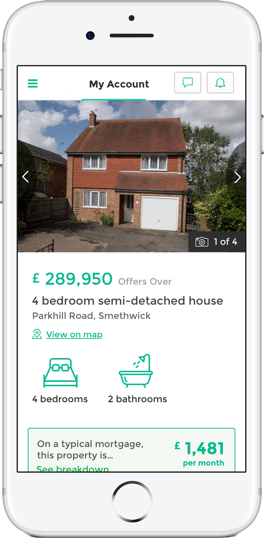 My Account
1 of 4
£ 289,950 Offers Over
4 bedroom semi-detached house
Parkhill Road, Smethwick
View on map
4 bedrooms
2 bathrooms
On a typical mortgage,
this property is...
£ 1,481
per month
See breakdown